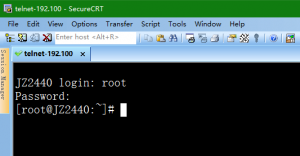 telnet-192.100 - SecureCRT
File Edit View Options Transfer Script Tools Window Help
Enter host <Alt+R>
telnet-192.100
Session Manager
JZ2440 login: root
Password:
[root@JZ2440:~]#